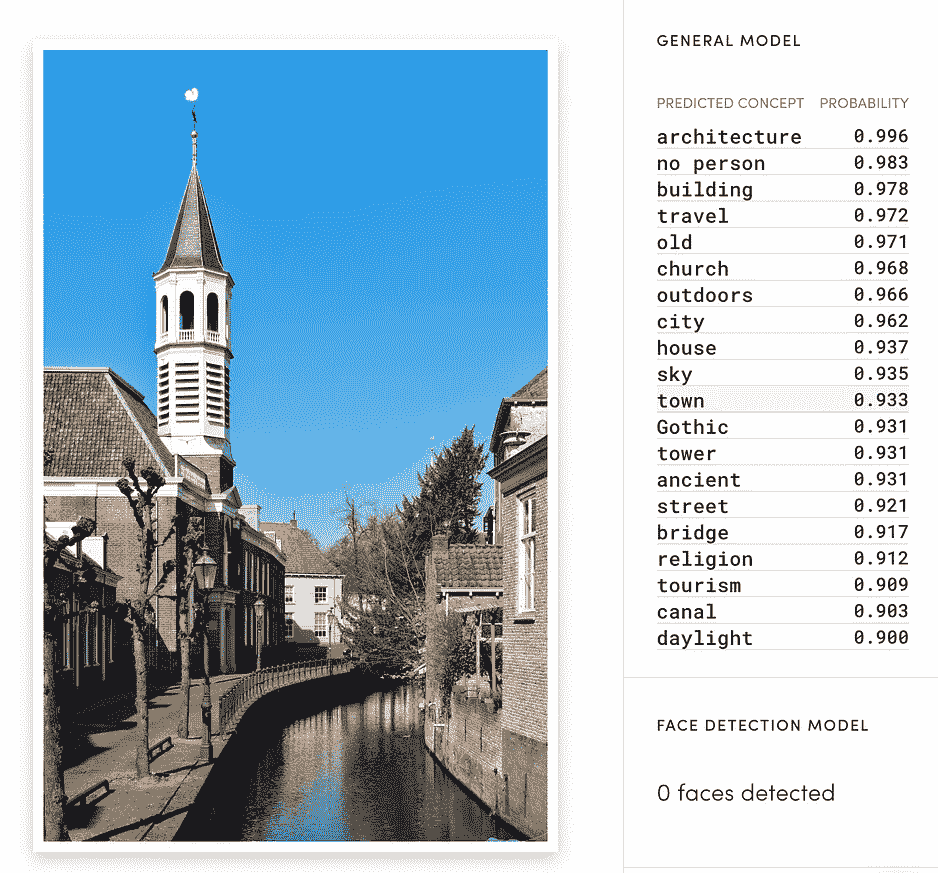 GENERAL MODEL
PREDICTED CONCEPT PROBABILITY
architecture 0.996
no person 0.983
building 0.978
travel 0.972
old 0.971
church 0.968
outdoors 0.966
city 0.962
house 0.937
sky 0.935
town 0.933
Gothic 0.931
tower 0.931
ancient 0.931
street 0.921
bridge 0.917
religion 0.912
tourism 0.909
canal 0.903
daylight 0.900
FACE DETECTION MODEL
0 faces detected